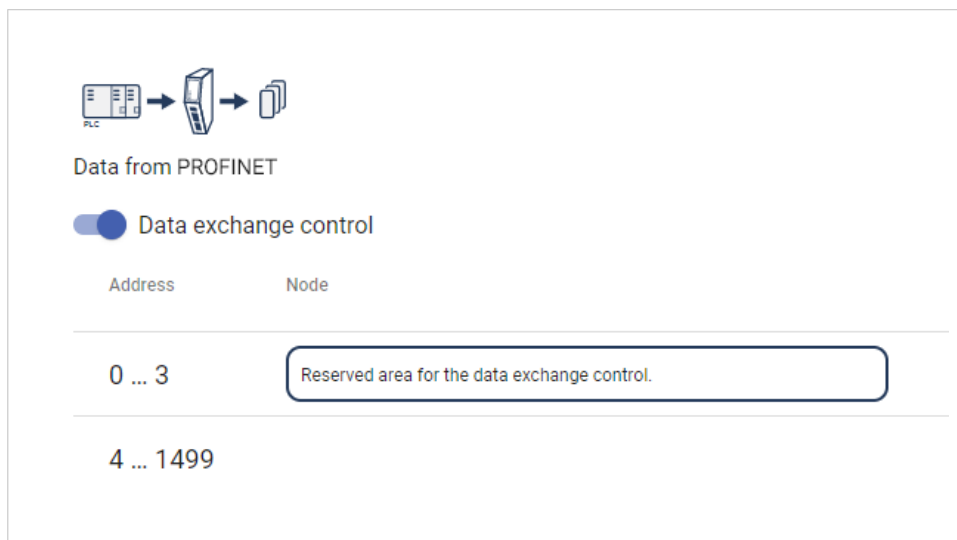 PLC
Data from PROFINET
Data exchange control
Address Node
0 ... 3 Reserved area for the data exchange control.
4 ... 1499